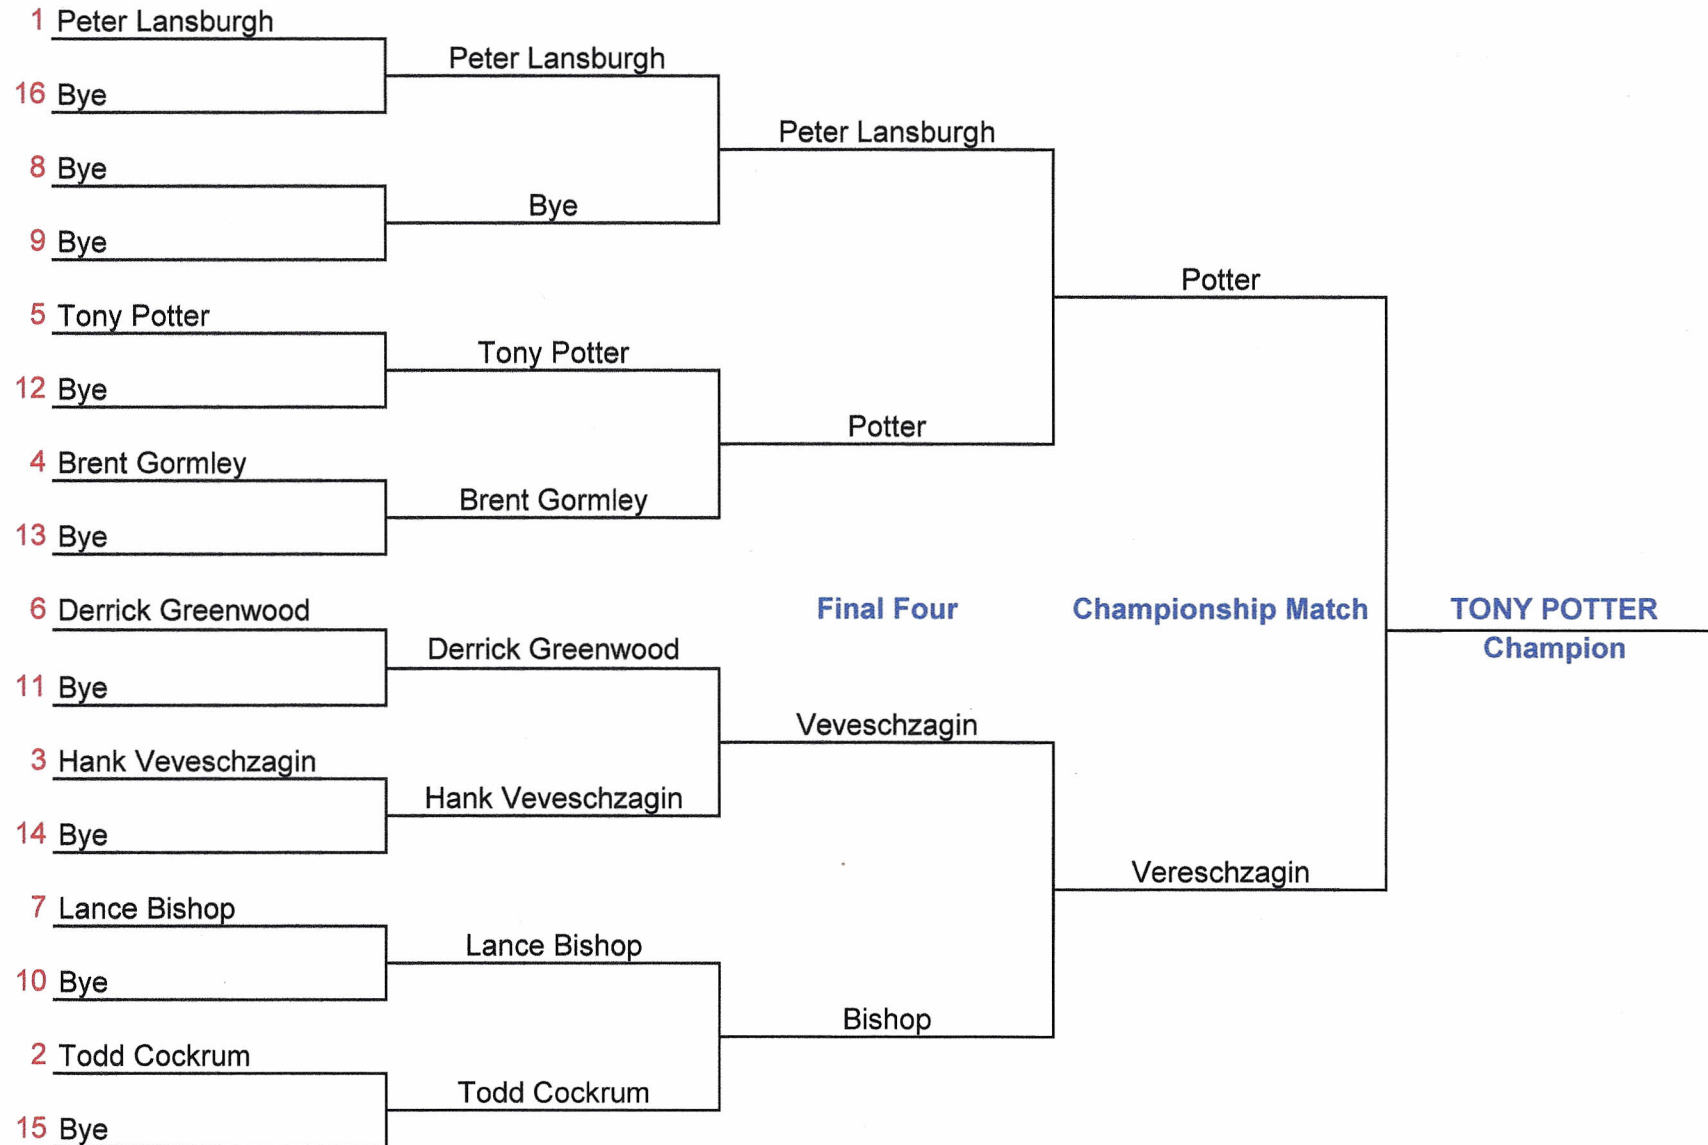 1 Peter Lansburgh
Peter Lansburgh
16 Bye
Peter Lansburgh
8 Bye
Bye
9 Bye
Potter
5 Tony Potter
Tony Potter
12 Bye
Potter
4 Brent Gormley
Brent Gormley
13 Bye
6 Derrick Greenwood
Final Four
Championship Match
TONY POTTER
Champion
Derrick Greenwood
11 Bye
Veveschzagin
3 Hank Veveschzagin
Hank Veveschzagin
14 Bye
Vereschzagin
7 Lance Bishop
Lance Bishop
10 Bye
Bishop
2 Todd Cockrum
Todd Cockrum
15 Bye